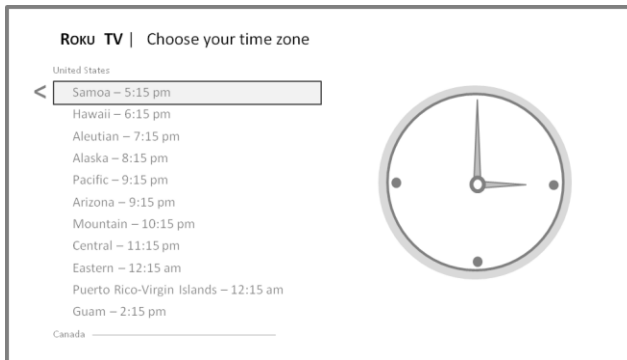 ROKU TV | Choose your time zone
United States
<
Samoa – 5:15 pm
Hawaii – 6:15 pm
Aleutian – 7:15 pm
Alaska – 8:15 pm
Pacific – 9:15 pm
Arizona – 9:15 pm
Mountain – 10:15 pm
Central – 11:15 pm
Eastern – 12:15 am
Puerto Rico-Virgin Islands – 12:15 am
Guam – 2:15 pm
Canada